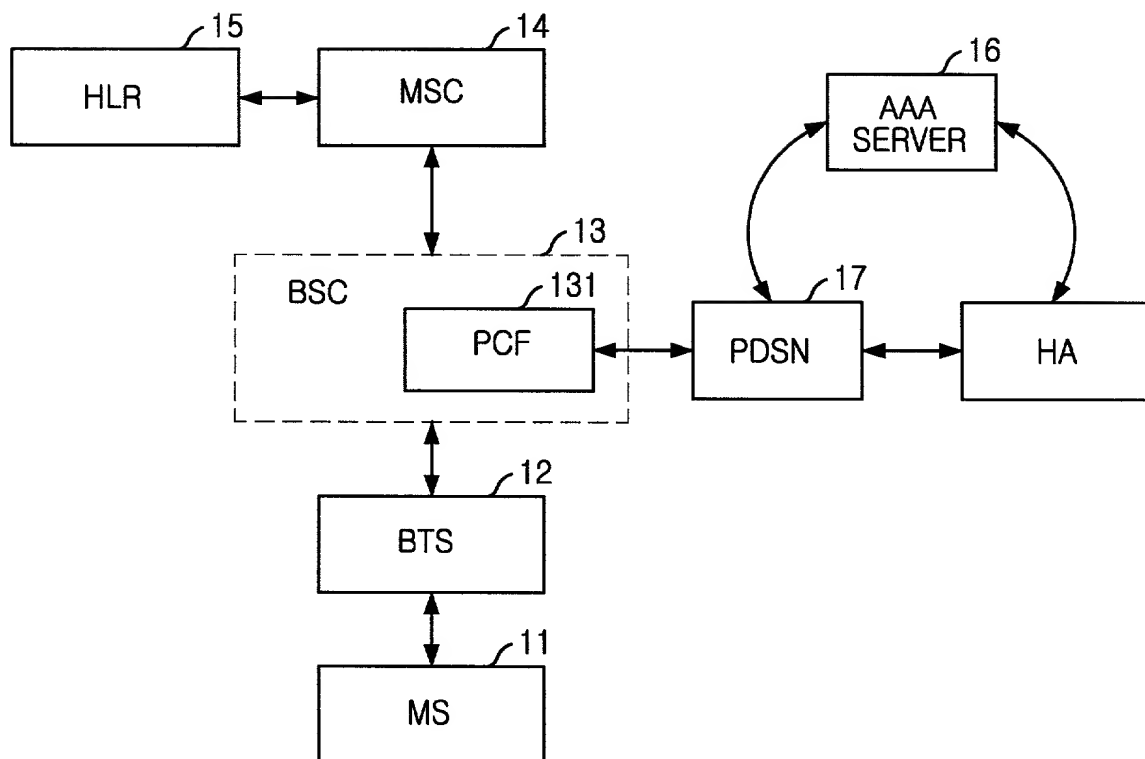 15
HLR
14
MSC
16
AAA
SERVER
13
BSC
131
PCF
17
PDSN
HA
12
BTS
11
MS